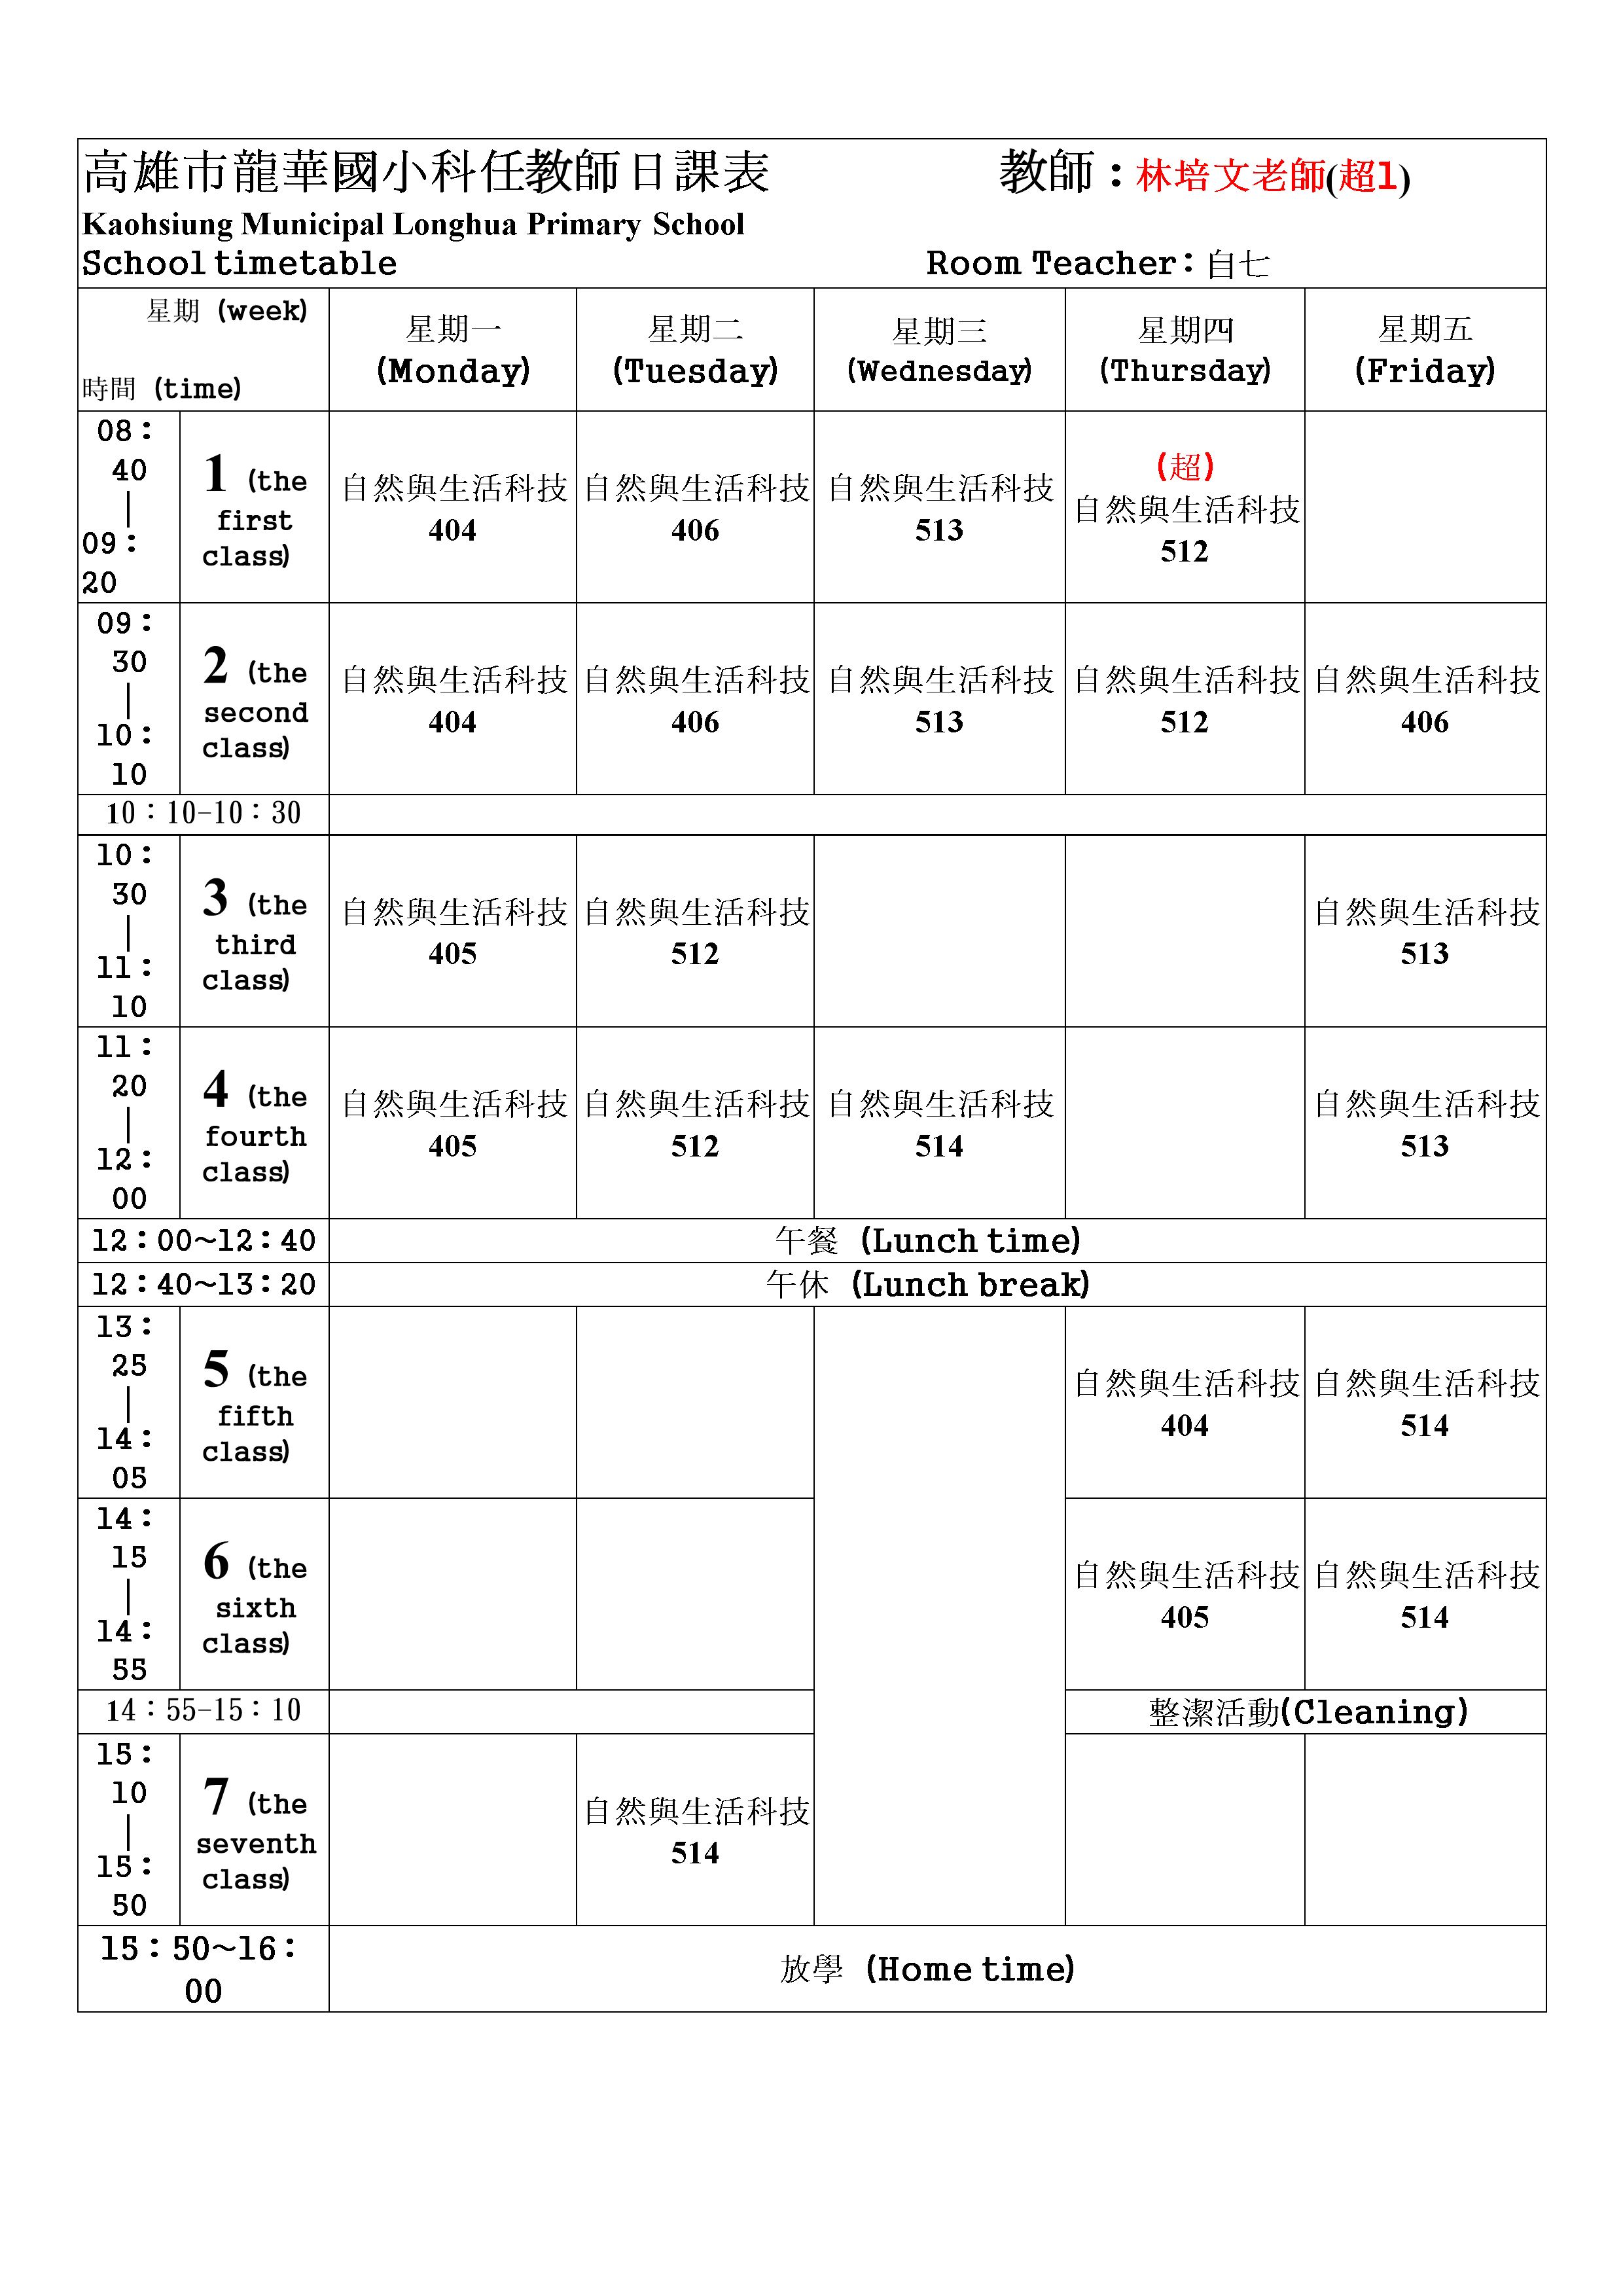 高雄市龍華國小科任教師日課表 教師：林培文老師(超1)
Kaohsiung Municipal Longhua Primary School
School timetable Room Teacher：自七
星期 (week)
時間 (time)
星期一
(Monday)
星期二
(Tuesday)
星期三
(Wednesday)
星期四
(Thursday)
星期五
(Friday)
08：
40
|
09：
20
1 (the
first
class)
自然與生活科技
404
自然與生活科技
406
自然與生活科技
513
(超)
自然與生活科技
512
09：
30
|
10：
10
2 (the
second
class)
自然與生活科技
404
自然與生活科技
406
自然與生活科技
513
自然與生活科技
512
自然與生活科技
406
10：10-10：30
10：
30
|
11：
10
3 (the
third
class)
自然與生活科技
405
自然與生活科技
512
自然與生活科技
513
11：
20
|
12：
00
4 (the
fourth
class)
自然與生活科技
405
自然與生活科技
512
自然與生活科技
514
自然與生活科技
513
12：00~12：40
午餐 (Lunch time)
12：40~13：20
午休 (Lunch break)
13：
25
|
14：
05
5 (the
fifth
class)
自然與生活科技
404
自然與生活科技
514
14：
15
|
14：
55
6 (the
sixth
class)
自然與生活科技
405
自然與生活科技
514
14：55-15：10
整潔活動(Cleaning)
15：
10
|
15：
50
7 (the
seventh
class)
自然與生活科技
514
15：50~16：
00
放學 (Home time)